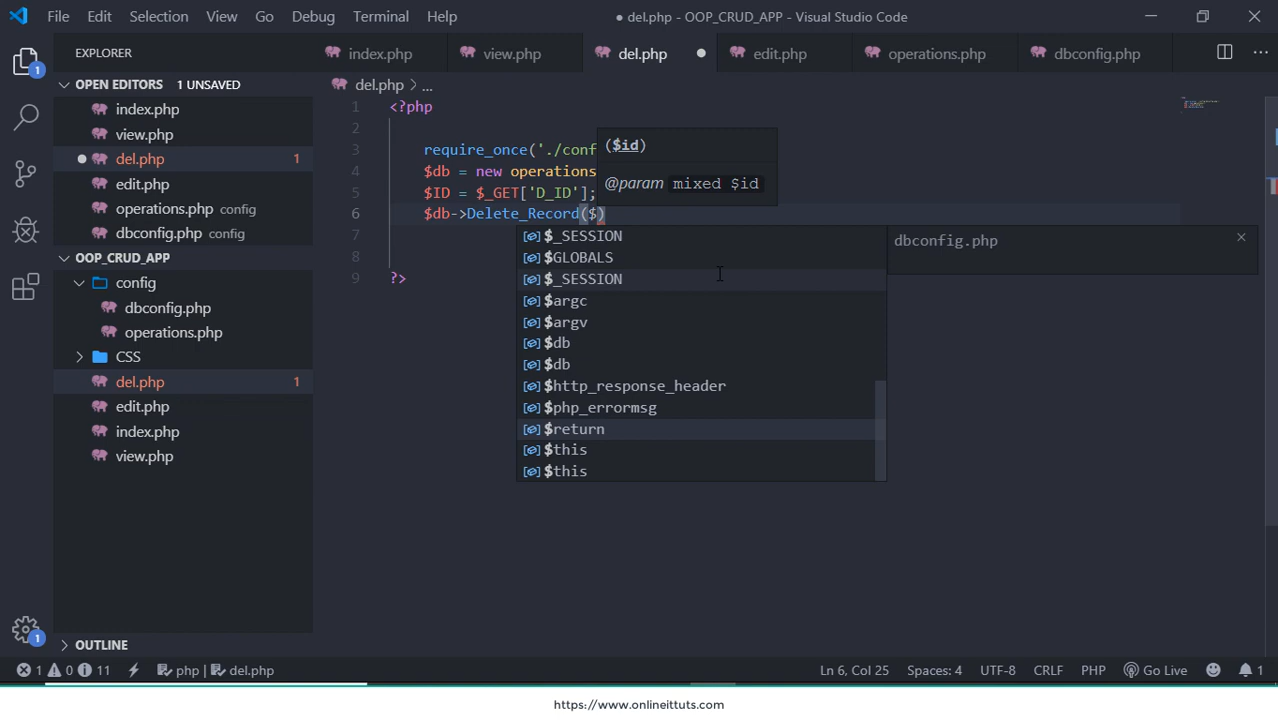 File Edit Selection View Go Debug Terminal Help
● del.php - OOP_CRUD_APP - Visual Studio Code
EXPLORER
OPEN EDITORS 1 UNSAVED
index.php
view.php
del.php 1
edit.php
operations.php config
dbconfig.php config
OOP_CRUD_APP
config
dbconfig.php
operations.php
CSS
del.php 1
edit.php
index.php
view.php
OUTLINE
index.php view.php del.php edit.php operations.php dbconfig.php
del.php > ...
1 <?php
2
3 require_once('./conf
4 $db = new operations
5 $ID = $_GET['D_ID'];
6 $db->Delete_Record($)
7
8
9 ?>
($id)
@param mixed $id
$_SESSION
$GLOBALS
$_SESSION
$argc
$argv
$db
$db
$http_response_header
$php_errormsg
$return
$this
$this
dbconfig.php
1
1
1 0 11 php | del.php Ln 6, Col 25 Spaces: 4 UTF-8 CRLF PHP Go Live 1
https://www.onlineittuts.com